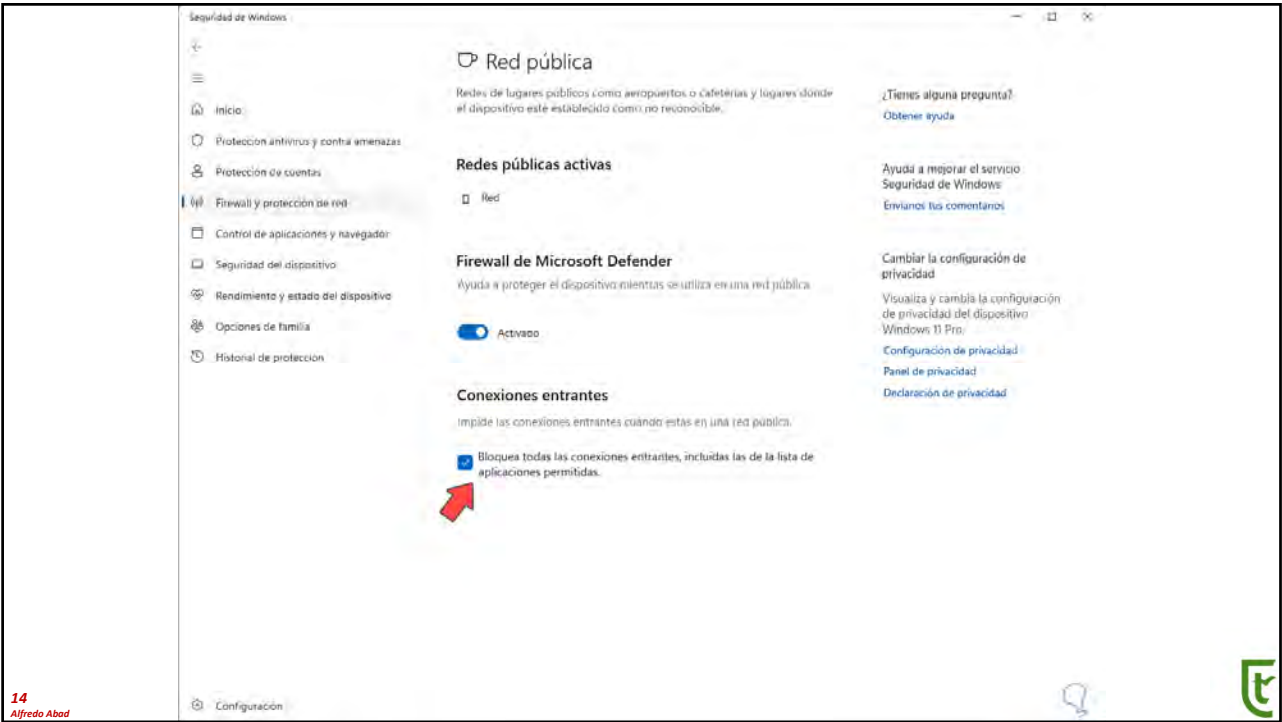 Seguridad de Windows
Inicio
Protección antivirus y contra amenazas
Protección de cuentas
Firewall y protección de red
Control de aplicaciones y navegador
Seguridad del dispositivo
Rendimiento y estado del dispositivo
Opciones de familia
Historial de protección
Configuración
Red pública
Redes de lugares públicos como aeropuertos o cafeterías y lugares donde
el dispositivo esté establecido como no reconocible.
Redes públicas activas
Red
Firewall de Microsoft Defender
Ayuda a proteger el dispositivo mientras se utiliza en una red pública.
Activado
Conexiones entrantes
Impide las conexiones entrantes cuando estás en una red pública.
Bloquea todas las conexiones entrantes, incluidas las de la lista de
aplicaciones permitidas.
¿Tienes alguna pregunta?
Obtener ayuda
Ayuda a mejorar el servicio
Seguridad de Windows
Envíanos tus comentarios
Cambiar la configuración de
privacidad
Visualiza y cambia la configuración
de privacidad del dispositivo
Windows 11 Pro.
Configuración de privacidad
Panel de privacidad
Declaración de privacidad
14
Alfredo Abad